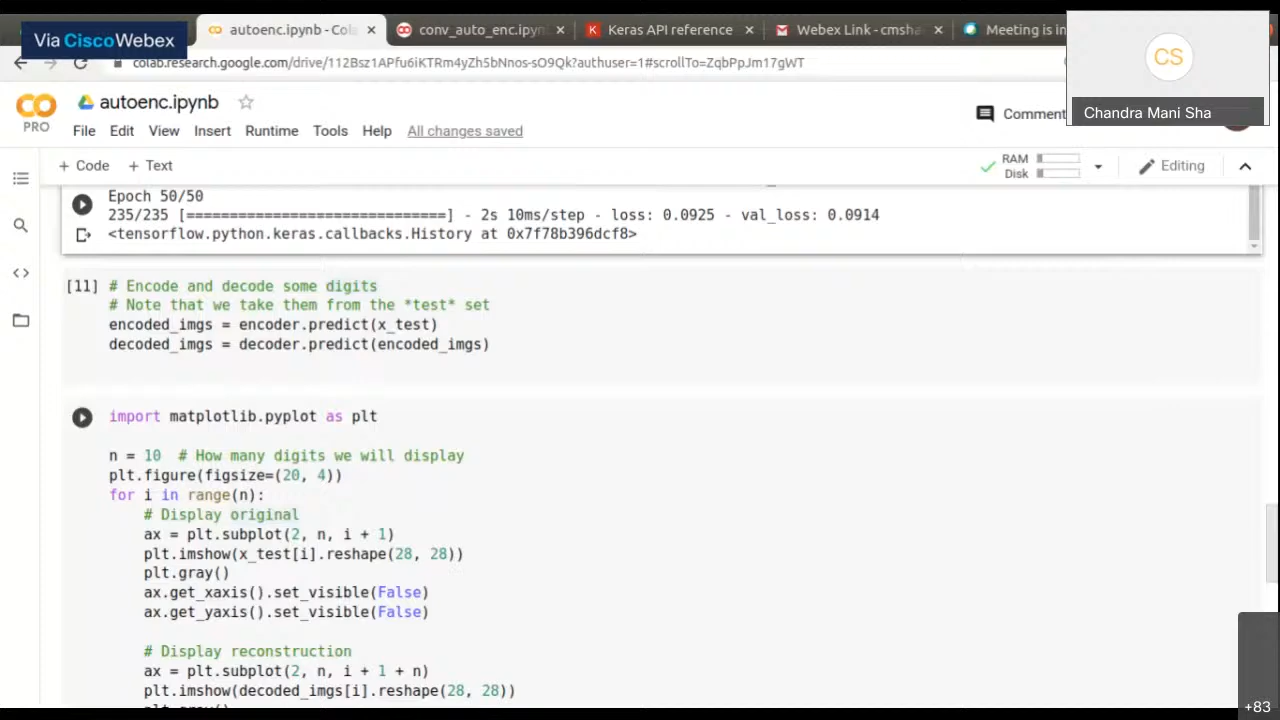 Via Cisco Webex
autoenc.ipynb - Cola
conv_auto_enc.ipyn
Keras API reference
Webex Link - cmsha
Meeting is in
CS
Chandra Mani Sha
colab.research.google.com/drive/112Bsz1APfu6iKTRm4yZh5bNnos-sO9Qk?authuser=1#scrollTo=ZqbPpJm17gWT
PRO
autoenc.ipynb
File Edit View Insert Runtime Tools Help All changes saved
Comment
+ Code + Text
RAM
Disk
Editing
Epoch 50/50
235/235 [==============================] - 2s 10ms/step - loss: 0.0925 - val_loss: 0.0914
<tensorflow.python.keras.callbacks.History at 0x7f78b396dcf8>
[11] # Encode and decode some digits
# Note that we take them from the *test* set
encoded_imgs = encoder.predict(x_test)
decoded_imgs = decoder.predict(encoded_imgs)
import matplotlib.pyplot as plt
n = 10  # How many digits we will display
plt.figure(figsize=(20, 4))
for i in range(n):
    # Display original
    ax = plt.subplot(2, n, i + 1)
    plt.imshow(x_test[i].reshape(28, 28))
    plt.gray()
    ax.get_xaxis().set_visible(False)
    ax.get_yaxis().set_visible(False)
    # Display reconstruction
    ax = plt.subplot(2, n, i + 1 + n)
    plt.imshow(decoded_imgs[i].reshape(28, 28))
+83